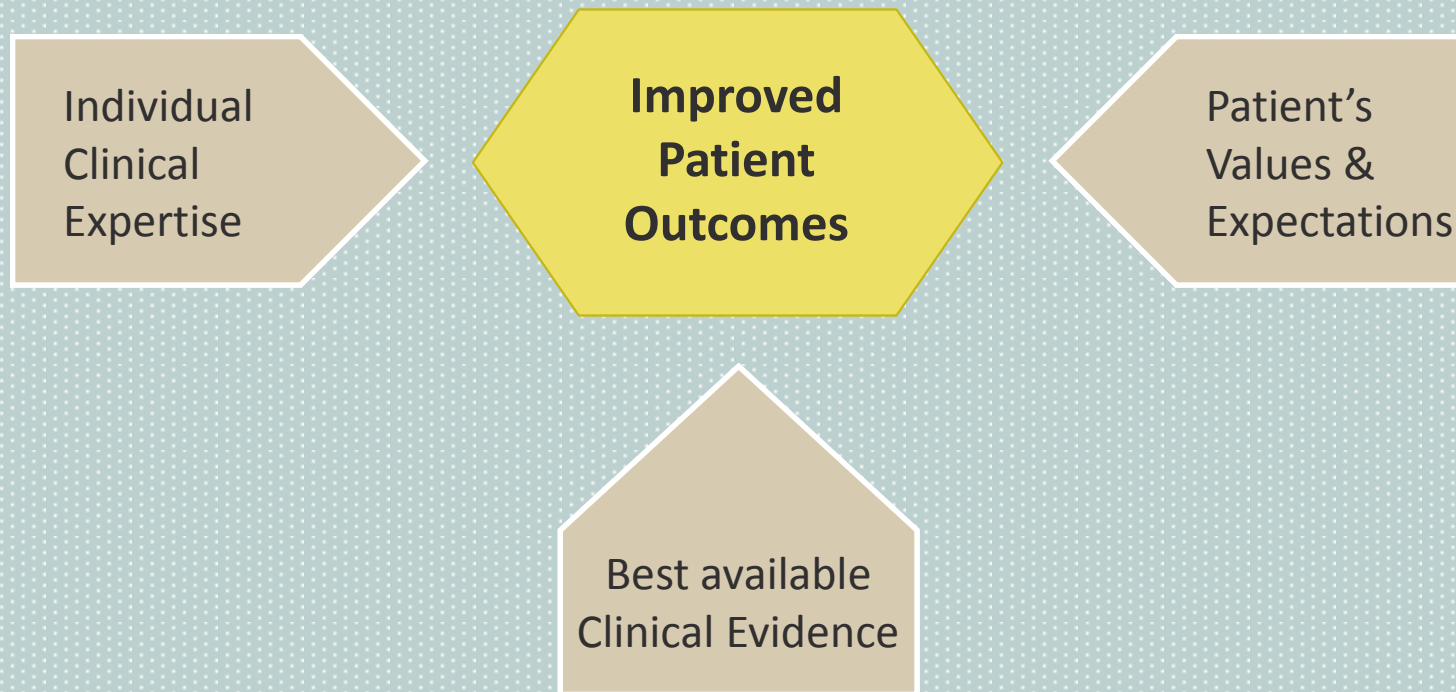 Individual
Clinical
Expertise
Improved
Patient
Outcomes
Patient’s
Values &
Expectations
Best available
Clinical Evidence